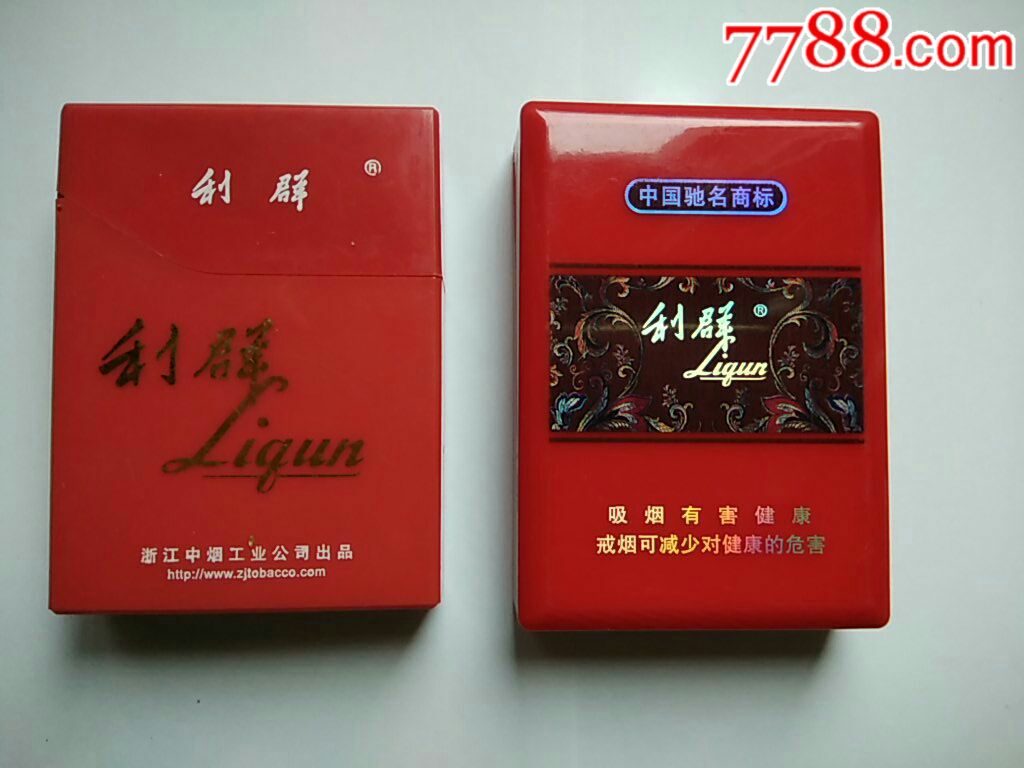 7788.com
利 群 ®
利群
Liqun
浙江中烟工业公司出品
http://www.zjtobacco.com
中国驰名商标
利群®
Liqun
吸烟有害健康
戒烟可减少对健康的危害